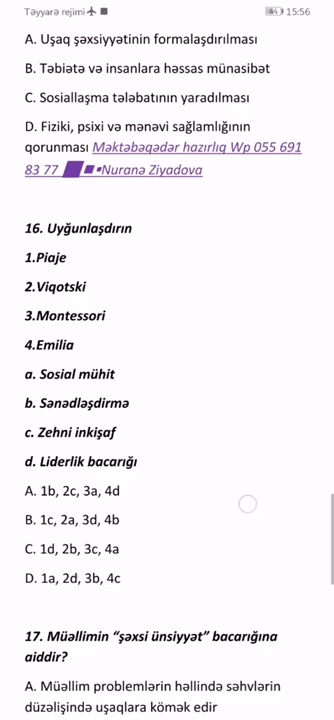 Təyyarə rejimi 64 15:56
A. Uşaq şəxsiyyətinin formalaşdırılması
B. Təbiətə və insanlara həssas münasibət
C. Sosiallaşma tələbatının yaradılması
D. Fiziki, psixi və mənəvi sağlamlığının
qorunması Məktəbəqədər hazırlıq Wp 055 691
83 77 Nuranə Ziyadova
16. Uyğunlaşdırın
1.Piaje
2.Viqotski
3.Montessori
4.Emilia
a. Sosial mühit
b. Sənədləşdirmə
c. Zehni inkişaf
d. Liderlik bacarığı
A. 1b, 2c, 3a, 4d
B. 1c, 2a, 3d, 4b
C. 1d, 2b, 3c, 4a
D. 1a, 2d, 3b, 4c
17. Müəllimin “şəxsi ünsiyyət” bacarığına
aiddir?
A. Müəllim problemlərin həllində səhvlərin
düzəlişində uşaqlara kömək edir